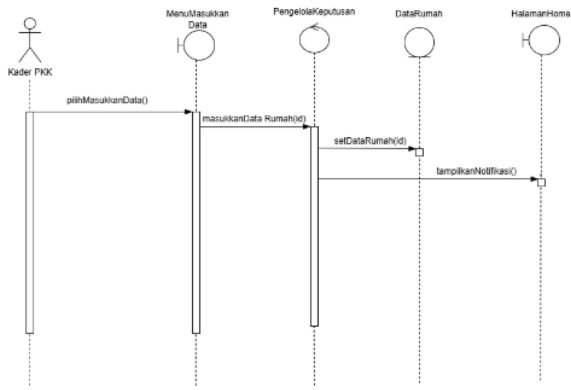 MenuMasukkan
Data
PengelolaKeputusan
DataRumah
HalamanHome
Kader PKK
pilihMasukkanData()
masukkanData Rumah(id)
setDataRumah(id)
tampilkanNotifikasi()